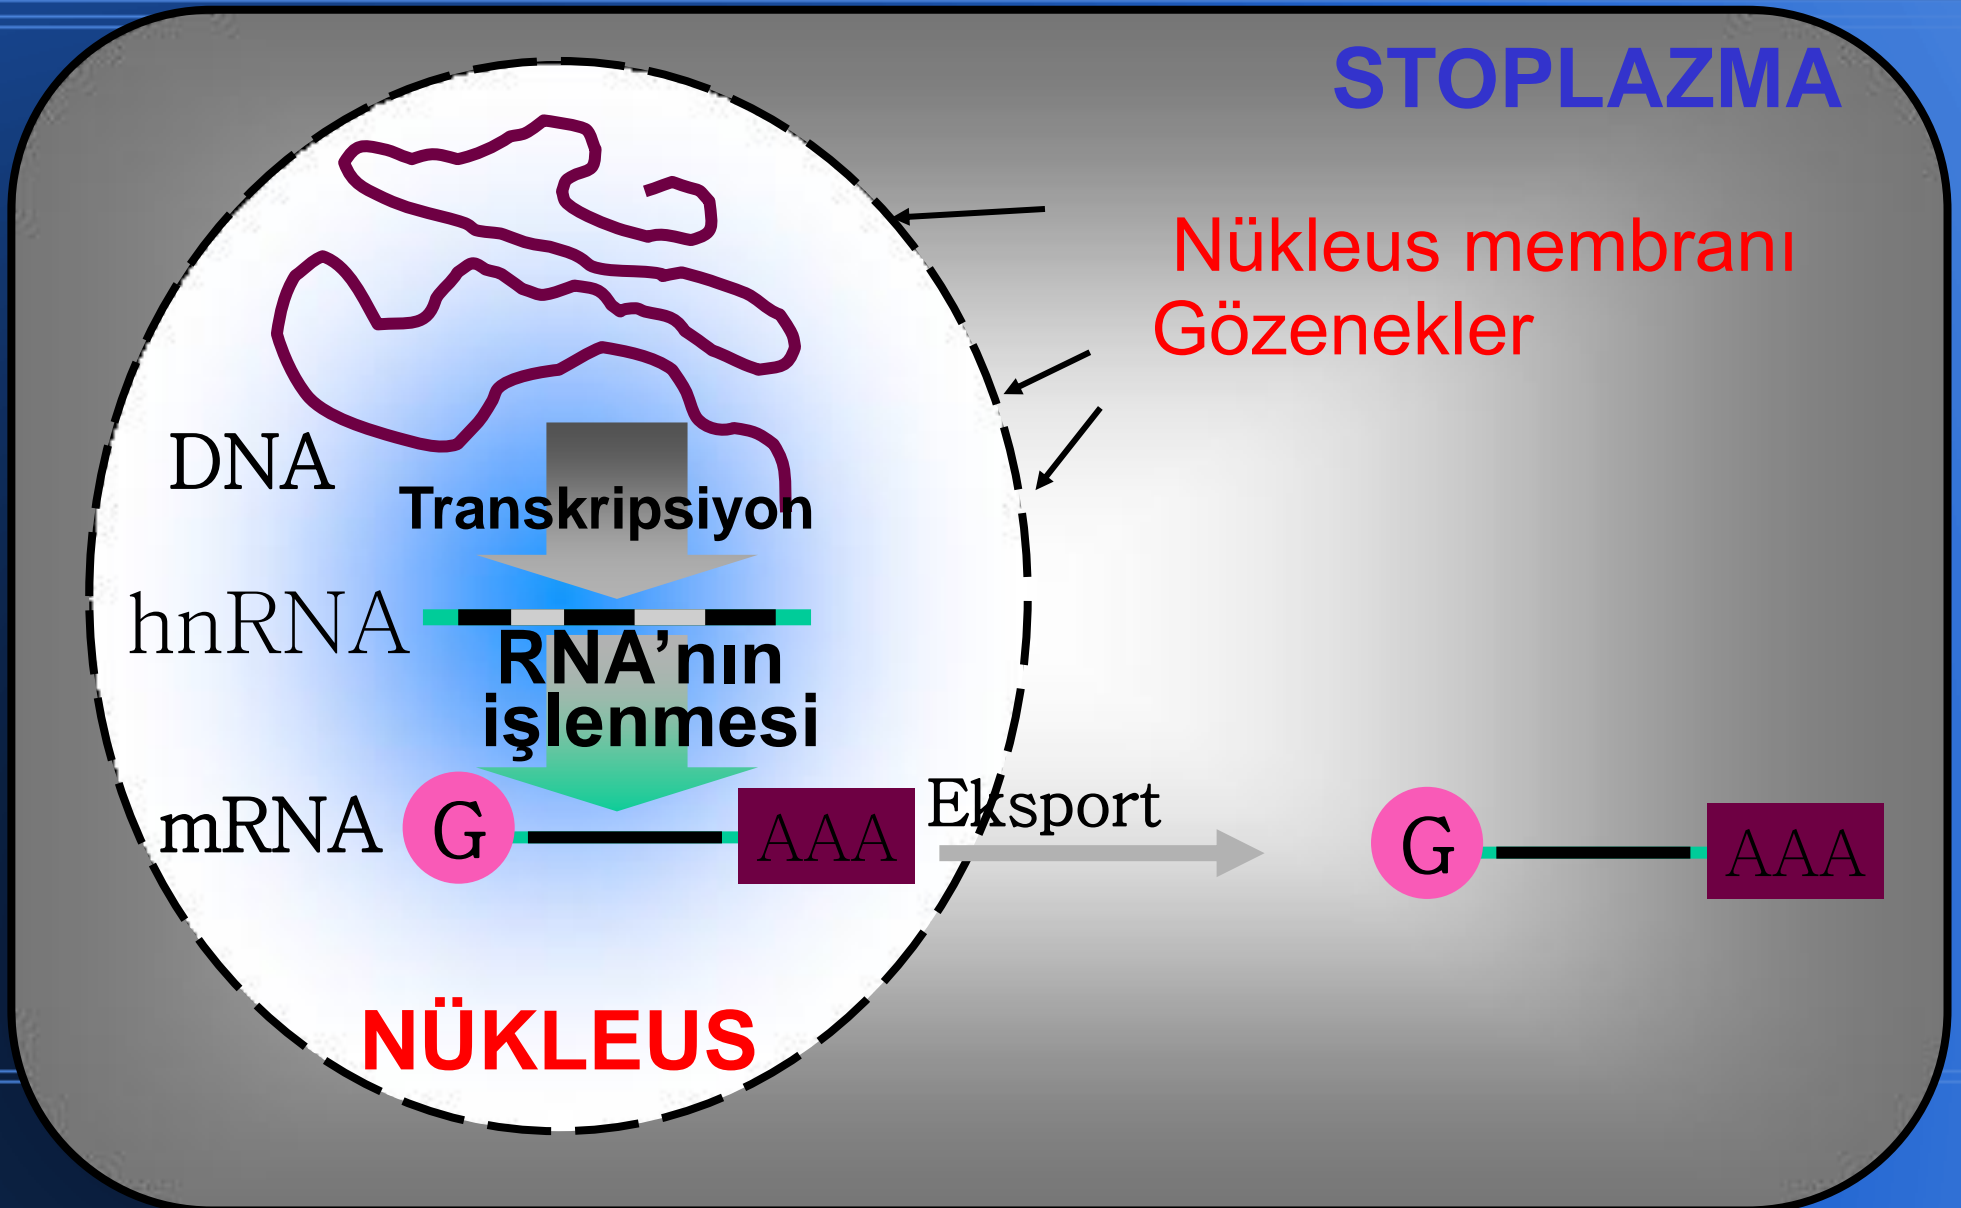 STOPLAZMA
Nükleus membranı
Gözenekler
DNA
Transkripsiyon
hnRNA
RNA’nın
işlenmesi
mRNA
G
AAA
Eksport
G
AAA
NÜKLEUS